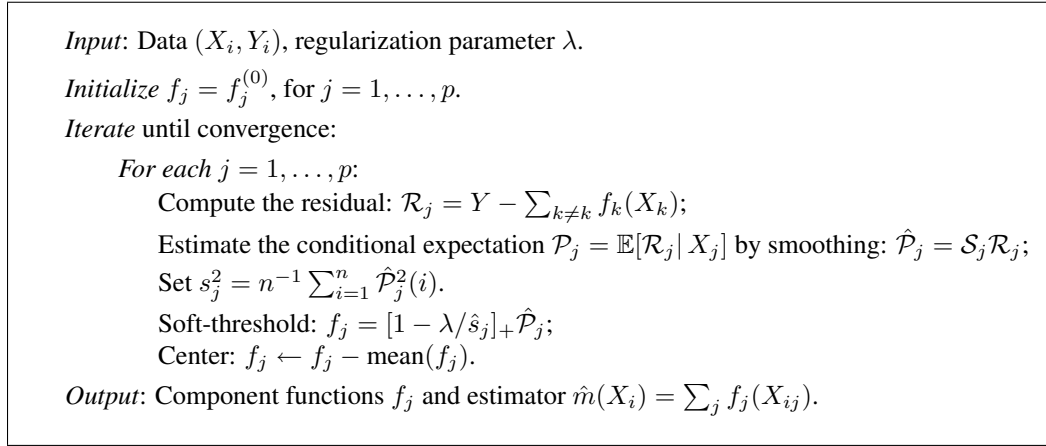 Input: Data (X_i, Y_i), regularization parameter λ.
Initialize f_j = f_j^{(0)}, for j = 1, . . . , p.
Iterate until convergence:
For each j = 1, . . . , p:
Compute the residual: R_j = Y − ∑_{k≠k} f_k(X_k);
Estimate the conditional expectation P_j = 𝔼[R_j | X_j] by smoothing: P̂_j = S_j R_j;
Set s_j^2 = n^{−1} ∑_{i=1}^{n} P̂_j^2(i).
Soft-threshold: f_j = [1 − λ/ŝ_j]_+ P̂_j;
Center: f_j ← f_j − mean(f_j).
Output: Component functions f_j and estimator m̂(X_i) = ∑_j f_j(X_{ij}).